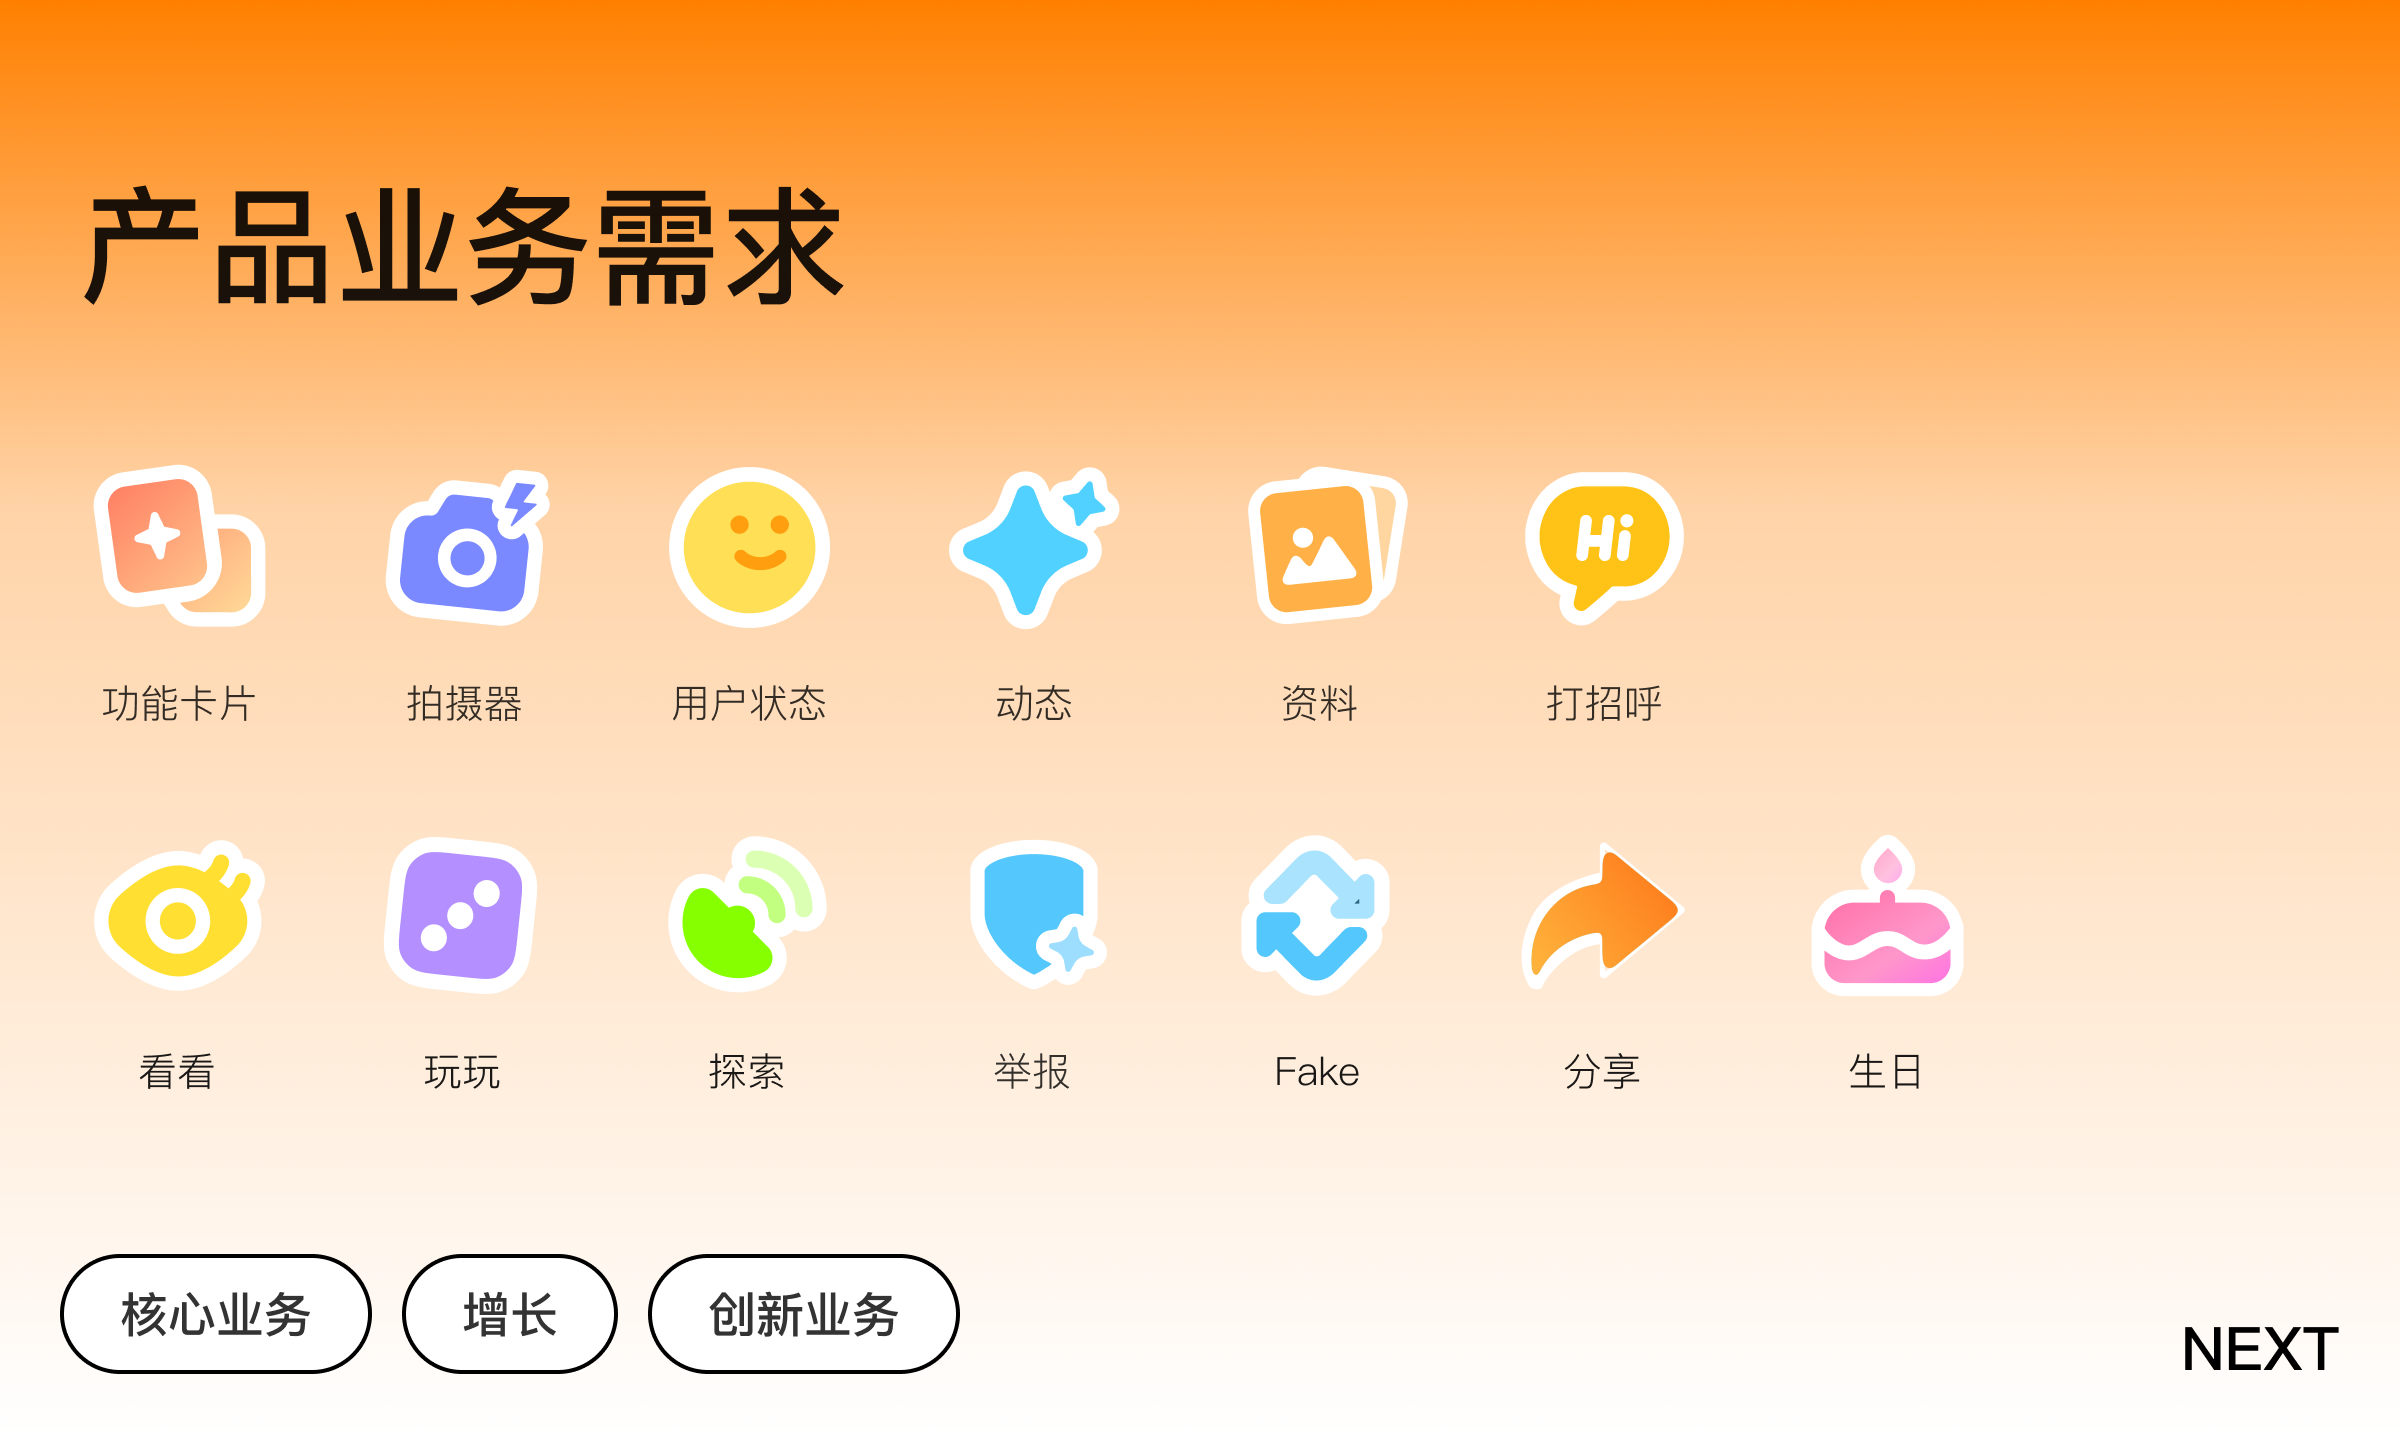 产品业务需求
Hi
功能卡片 拍摄器 用户状态 动态 资料 打招呼
看看 玩玩 探索 举报 Fake 分享 生日
核心业务 增长 创新业务
NEXT